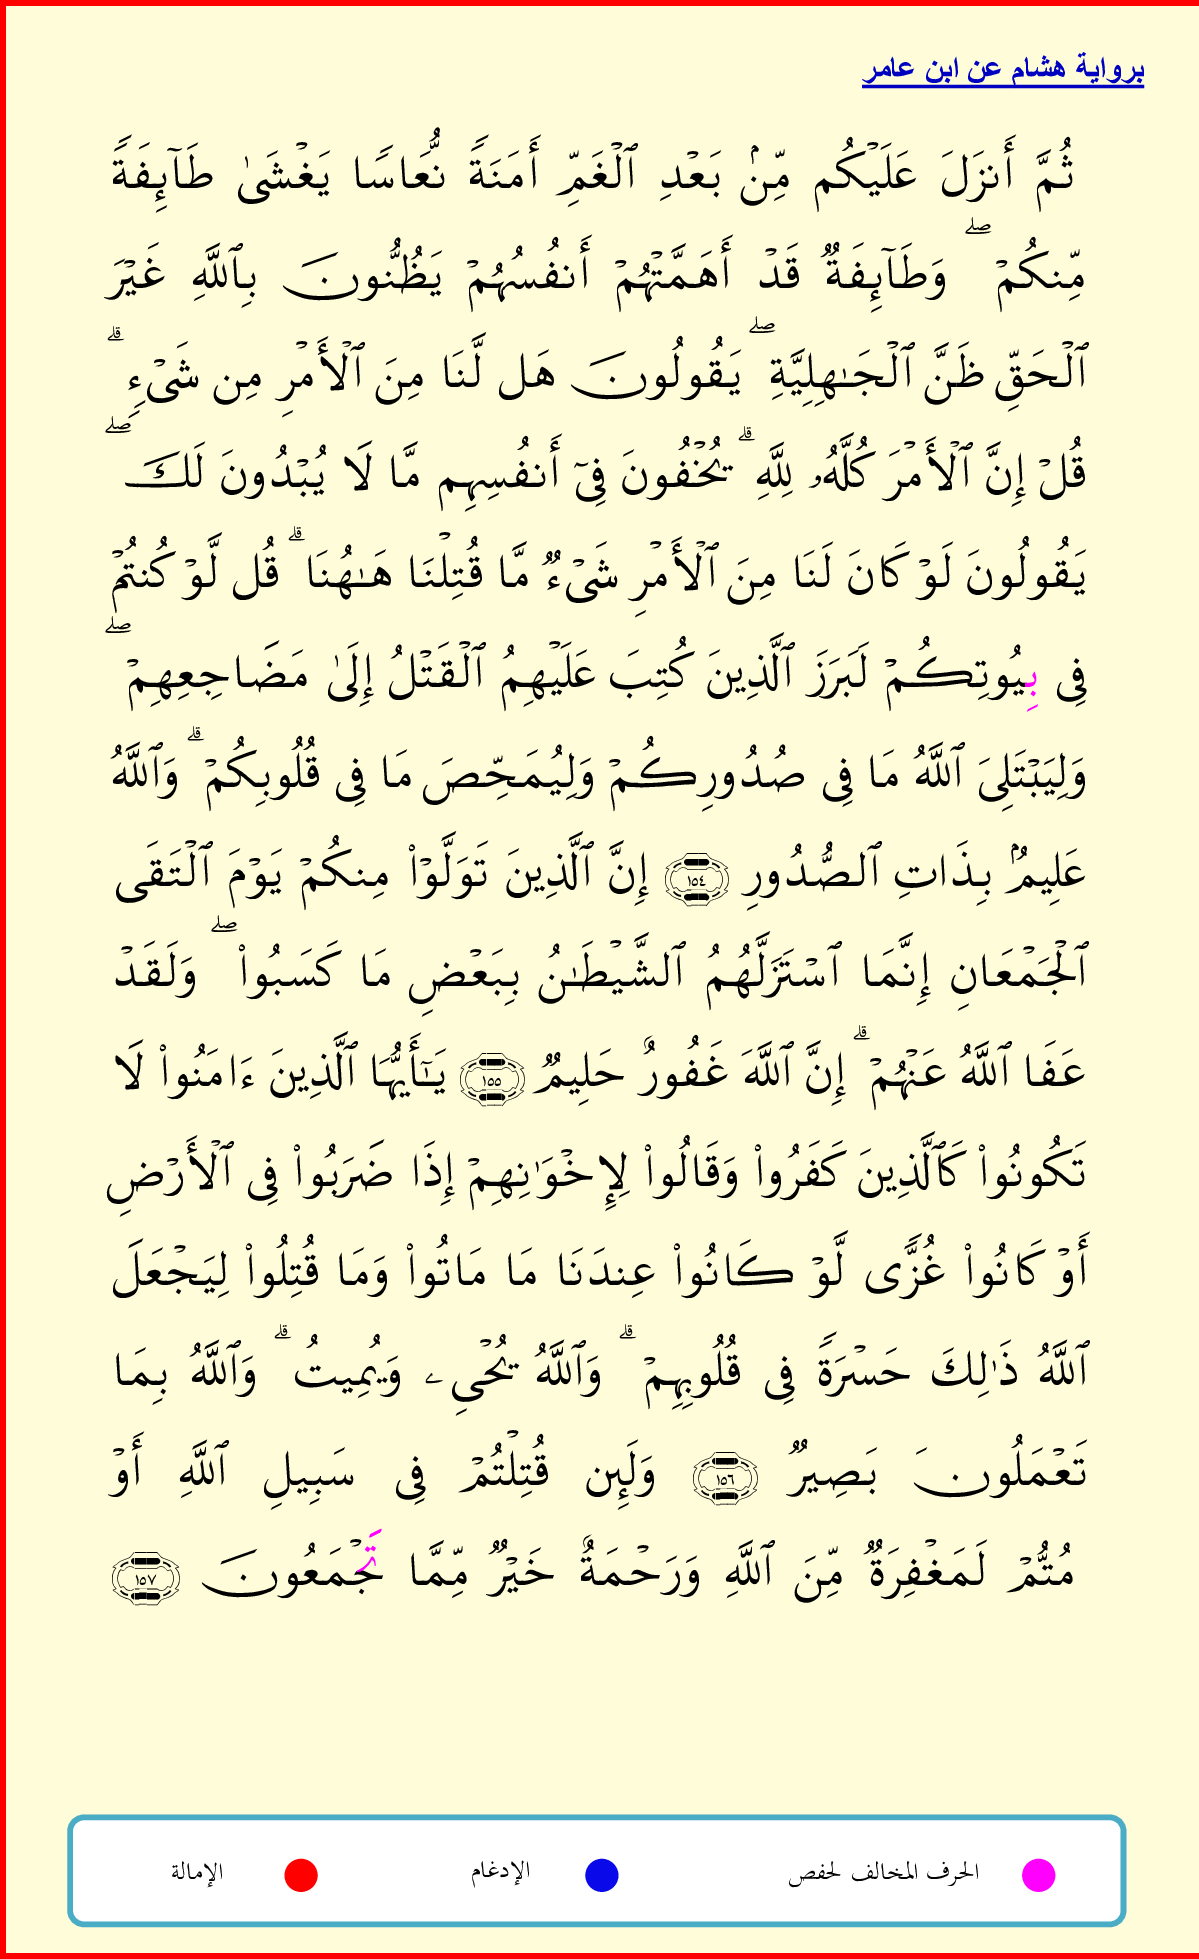 برواية هشام عن ابن عامر
ثُمَّ أَنزَلَ عَلَيۡكُم مِّنۢ بَعۡدِ ٱلۡغَمِّ أَمَنَةٗ نُّعَاسٗا يَغۡشَىٰ طَآئِفَةٗ
مِّنكُمۡۖ وَطَآئِفَةٞ قَدۡ أَهَمَّتۡهُمۡ أَنفُسُهُمۡ يَظُنُّونَ بِٱللَّهِ غَيۡرَ
ٱلۡحَقِّ ظَنَّ ٱلۡجَٰهِلِيَّةِۖ يَقُولُونَ هَل لَّنَا مِنَ ٱلۡأَمۡرِ مِن شَيۡءٖۗ
قُلۡ إِنَّ ٱلۡأَمۡرَ كُلَّهُۥ لِلَّهِۗ يُخۡفُونَ فِيٓ أَنفُسِهِم مَّا لَا يُبۡدُونَ لَكَۖ
يَقُولُونَ لَوۡ كَانَ لَنَا مِنَ ٱلۡأَمۡرِ شَيۡءٞ مَّا قُتِلۡنَا هَٰهُنَاۗ قُل لَّوۡ كُنتُمۡ
فِي بِيُوتِكُمۡ لَبَرَزَ ٱلَّذِينَ كُتِبَ عَلَيۡهِمُ ٱلۡقَتۡلُ إِلَىٰ مَضَاجِعِهِمۡۖ
وَلِيَبۡتَلِيَ ٱللَّهُ مَا فِي صُدُورِكُمۡ وَلِيُمَحِّصَ مَا فِي قُلُوبِكُمۡۗ وَٱللَّهُ
عَلِيمُۢ بِذَاتِ ٱلصُّدُورِ ١٥٤ إِنَّ ٱلَّذِينَ تَوَلَّوۡاْ مِنكُمۡ يَوۡمَ ٱلۡتَقَى
ٱلۡجَمۡعَانِ إِنَّمَا ٱسۡتَزَلَّهُمُ ٱلشَّيۡطَٰنُ بِبَعۡضِ مَا كَسَبُواْۖ وَلَقَدۡ
عَفَا ٱللَّهُ عَنۡهُمۡۗ إِنَّ ٱللَّهَ غَفُورٌ حَلِيمٞ ١٥٥ يَٰٓأَيُّهَا ٱلَّذِينَ ءَامَنُواْ لَا
تَكُونُواْ كَٱلَّذِينَ كَفَرُواْ وَقَالُواْ لِإِخۡوَٰنِهِمۡ إِذَا ضَرَبُواْ فِي ٱلۡأَرۡضِ
أَوۡ كَانُواْ غُزّٗى لَّوۡ كَانُواْ عِندَنَا مَا مَاتُواْ وَمَا قُتِلُواْ لِيَجۡعَلَ
ٱللَّهُ ذَٰلِكَ حَسۡرَةٗ فِي قُلُوبِهِمۡۗ وَٱللَّهُ يُحۡيِۦ وَيُمِيتُۗ وَٱللَّهُ بِمَا
تَعۡمَلُونَ بَصِيرٞ ١٥٦ وَلَئِن قُتِلۡتُمۡ فِي سَبِيلِ ٱللَّهِ أَوۡ
مُتُّمۡ لَمَغۡفِرَةٞ مِّنَ ٱللَّهِ وَرَحۡمَةٌ خَيۡرٞ مِّمَّا تَجۡمَعُونَ ١٥٧
الحرف المخالف لحفص الإدغام الإمالة